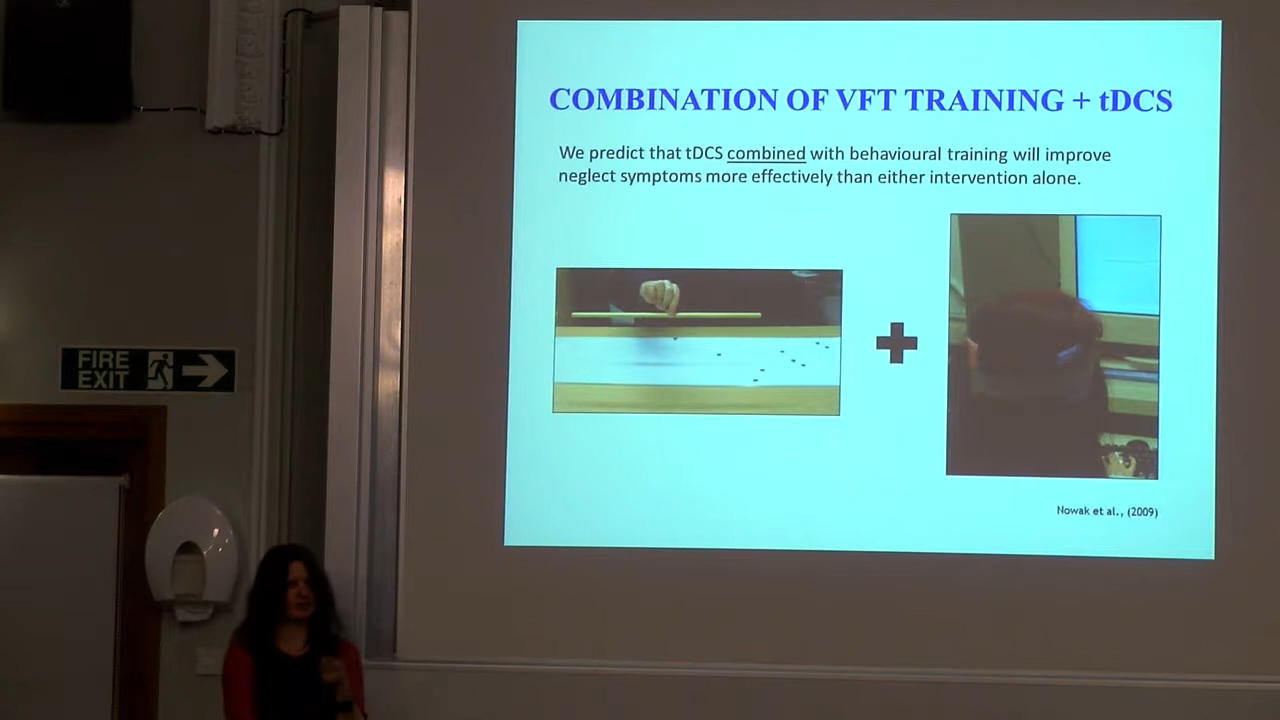 COMBINATION OF VFT TRAINING + tDCS
We predict that tDCS combined with behavioural training will improve
neglect symptoms more effectively than either intervention alone.
Nowak et al., (2009)
FIRE
EXIT